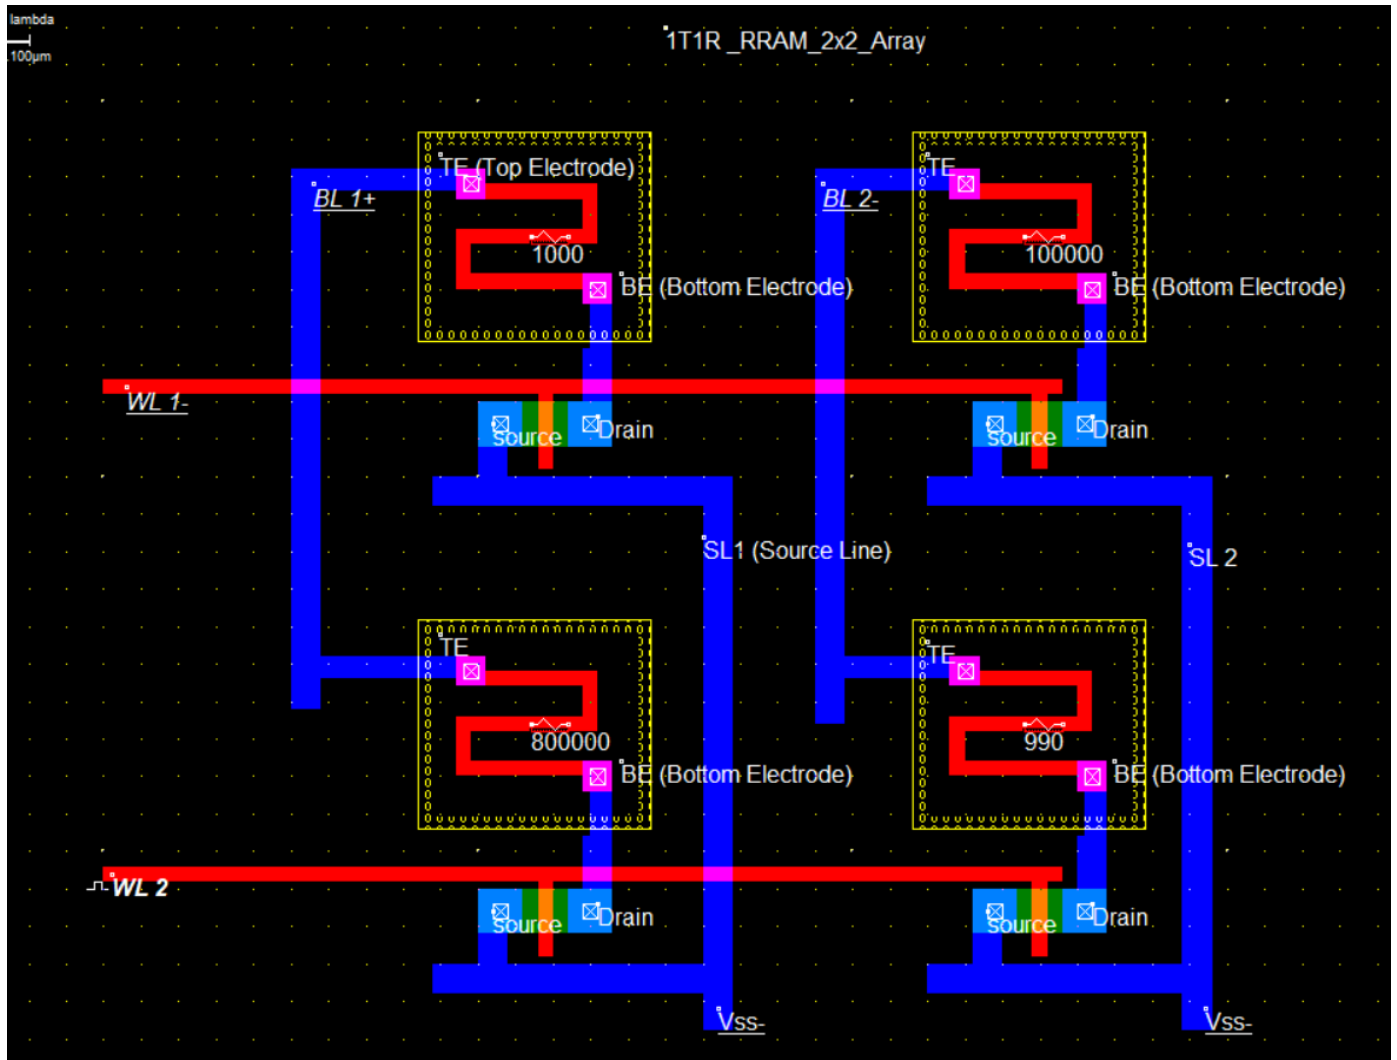 lambda
.100µm
1T1R _RRAM_2x2_Array
TE (Top Electrode)
TE
BL 1+
BL 2-
1000
100000
BE (Bottom Electrode)
BE (Bottom Electrode)
WL 1-
source
Drain
source
Drain
SL1 (Source Line)
SL 2
TE
TE
800000
990
BE (Bottom Electrode)
BE (Bottom Electrode)
WL 2
source
Drain
source
Drain
Vss-
Vss-